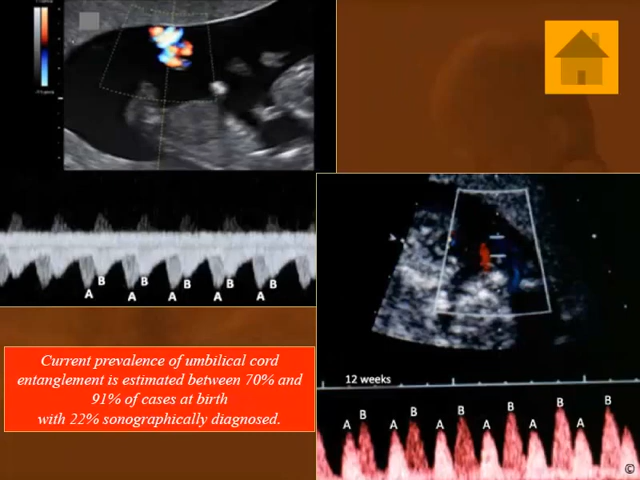 B B B B B
A A A A A
Current prevalence of umbilical cord
entanglement is estimated between 70% and
91% of cases at birth
with 22% sonographically diagnosed.
12 weeks
B B B B B B
A A A A A A
©